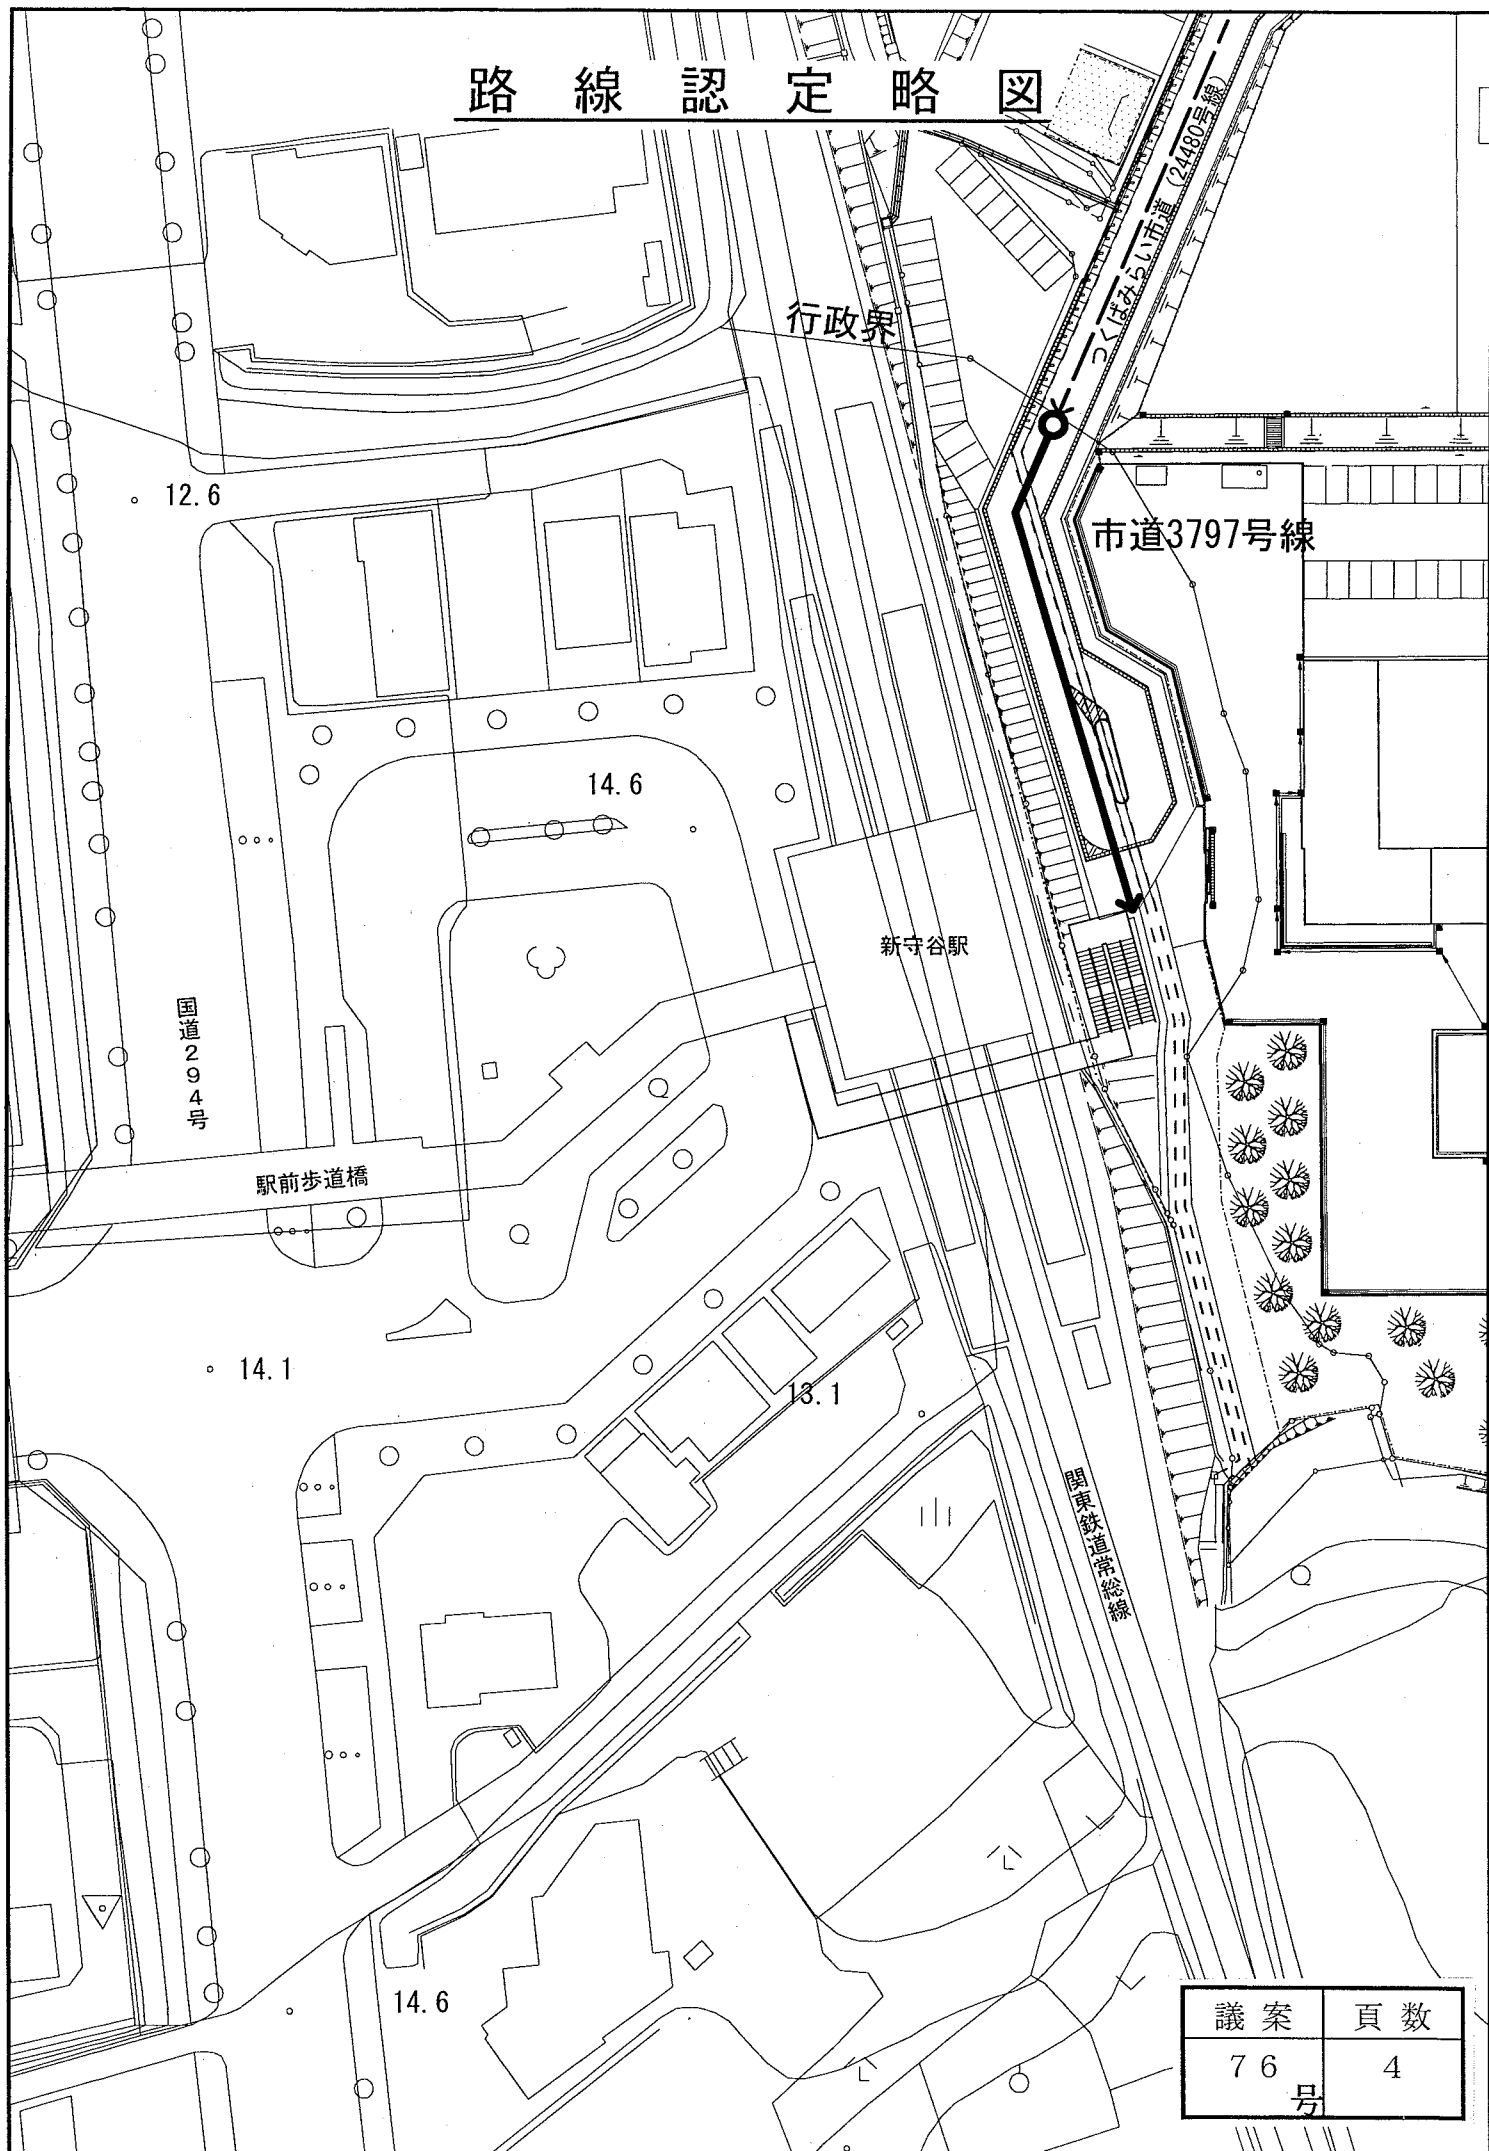 路線認定略図
つくばみらい市道（24480号線）
行政界
12.6
市道3797号線
14.6
新守谷駅
国道294号
駅前歩道橋
14.1
13.1
関東鉄道常総線
14.6
議案 頁数
76号 4